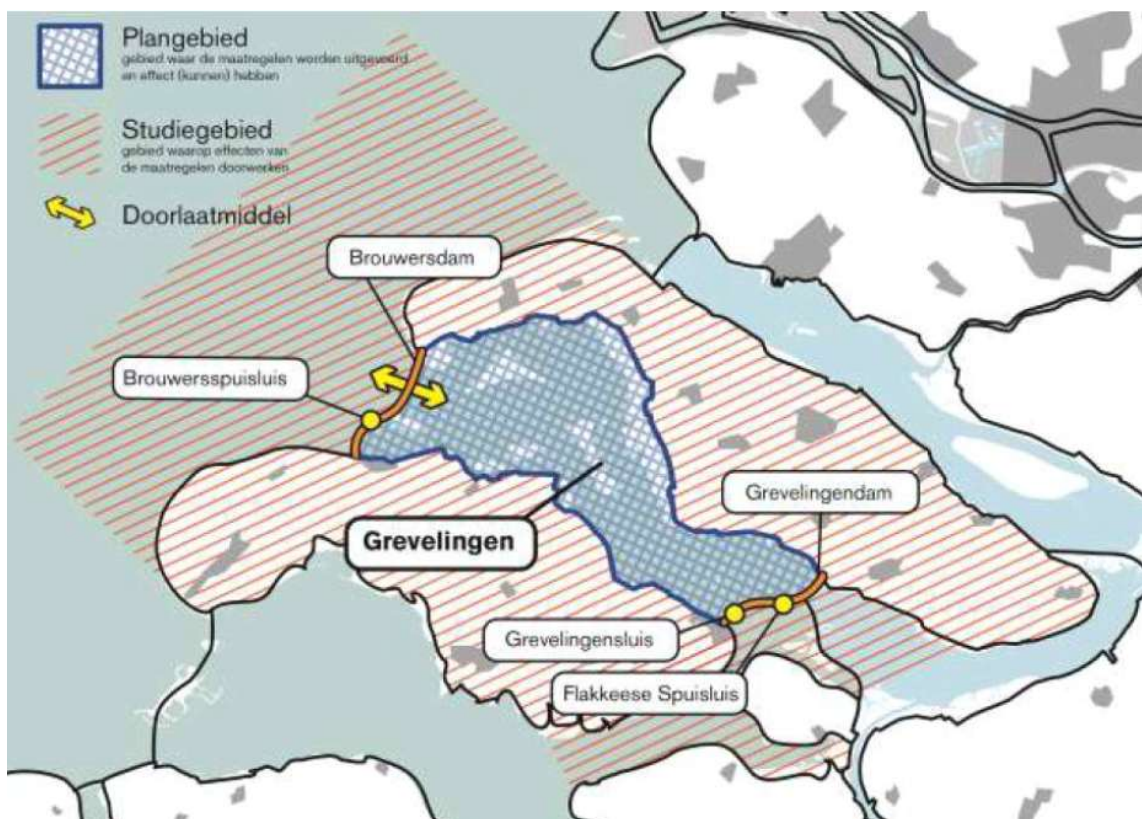 Plangebied
gebied waar de maatregelen worden uitgevoerd
en effect (kunnen) hebben
Studiegebied
gebied waarop effecten van
de maatregelen doorwerken
Doorlaatmiddel
Brouwersdam
Brouwersspuisluis
Grevelingendam
Grevelingen
Grevelingensluis
Flakkeese Spuisluis